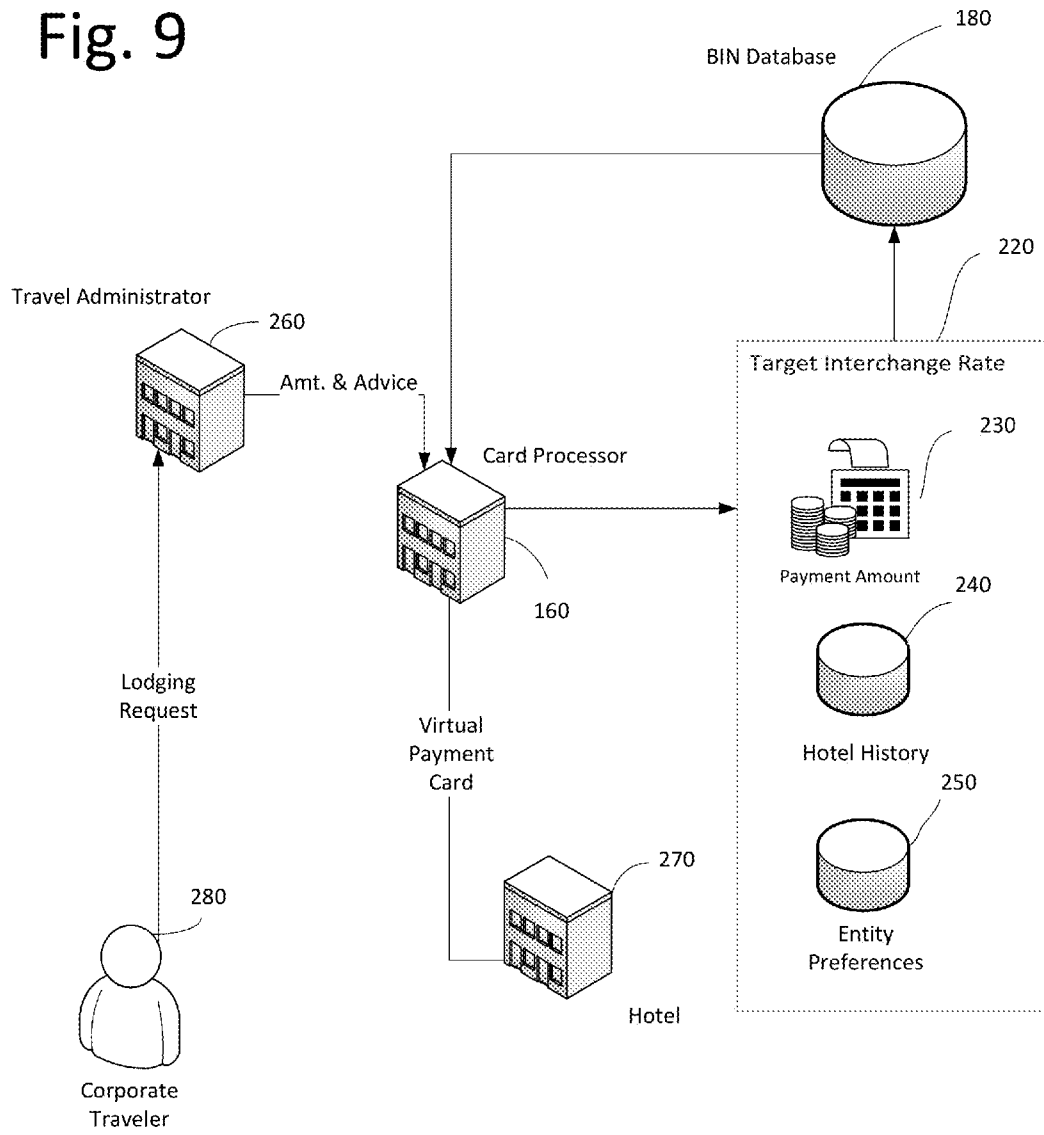 Fig. 9
180
BIN Database
220
Travel Administrator
260
Target Interchange Rate
Amt. & Advice
230
Card Processor
Payment Amount
240
160
Lodging
Request
Virtual
Payment
Card
Hotel History
250
270
280
Entity
Preferences
Hotel
Corporate
Traveler